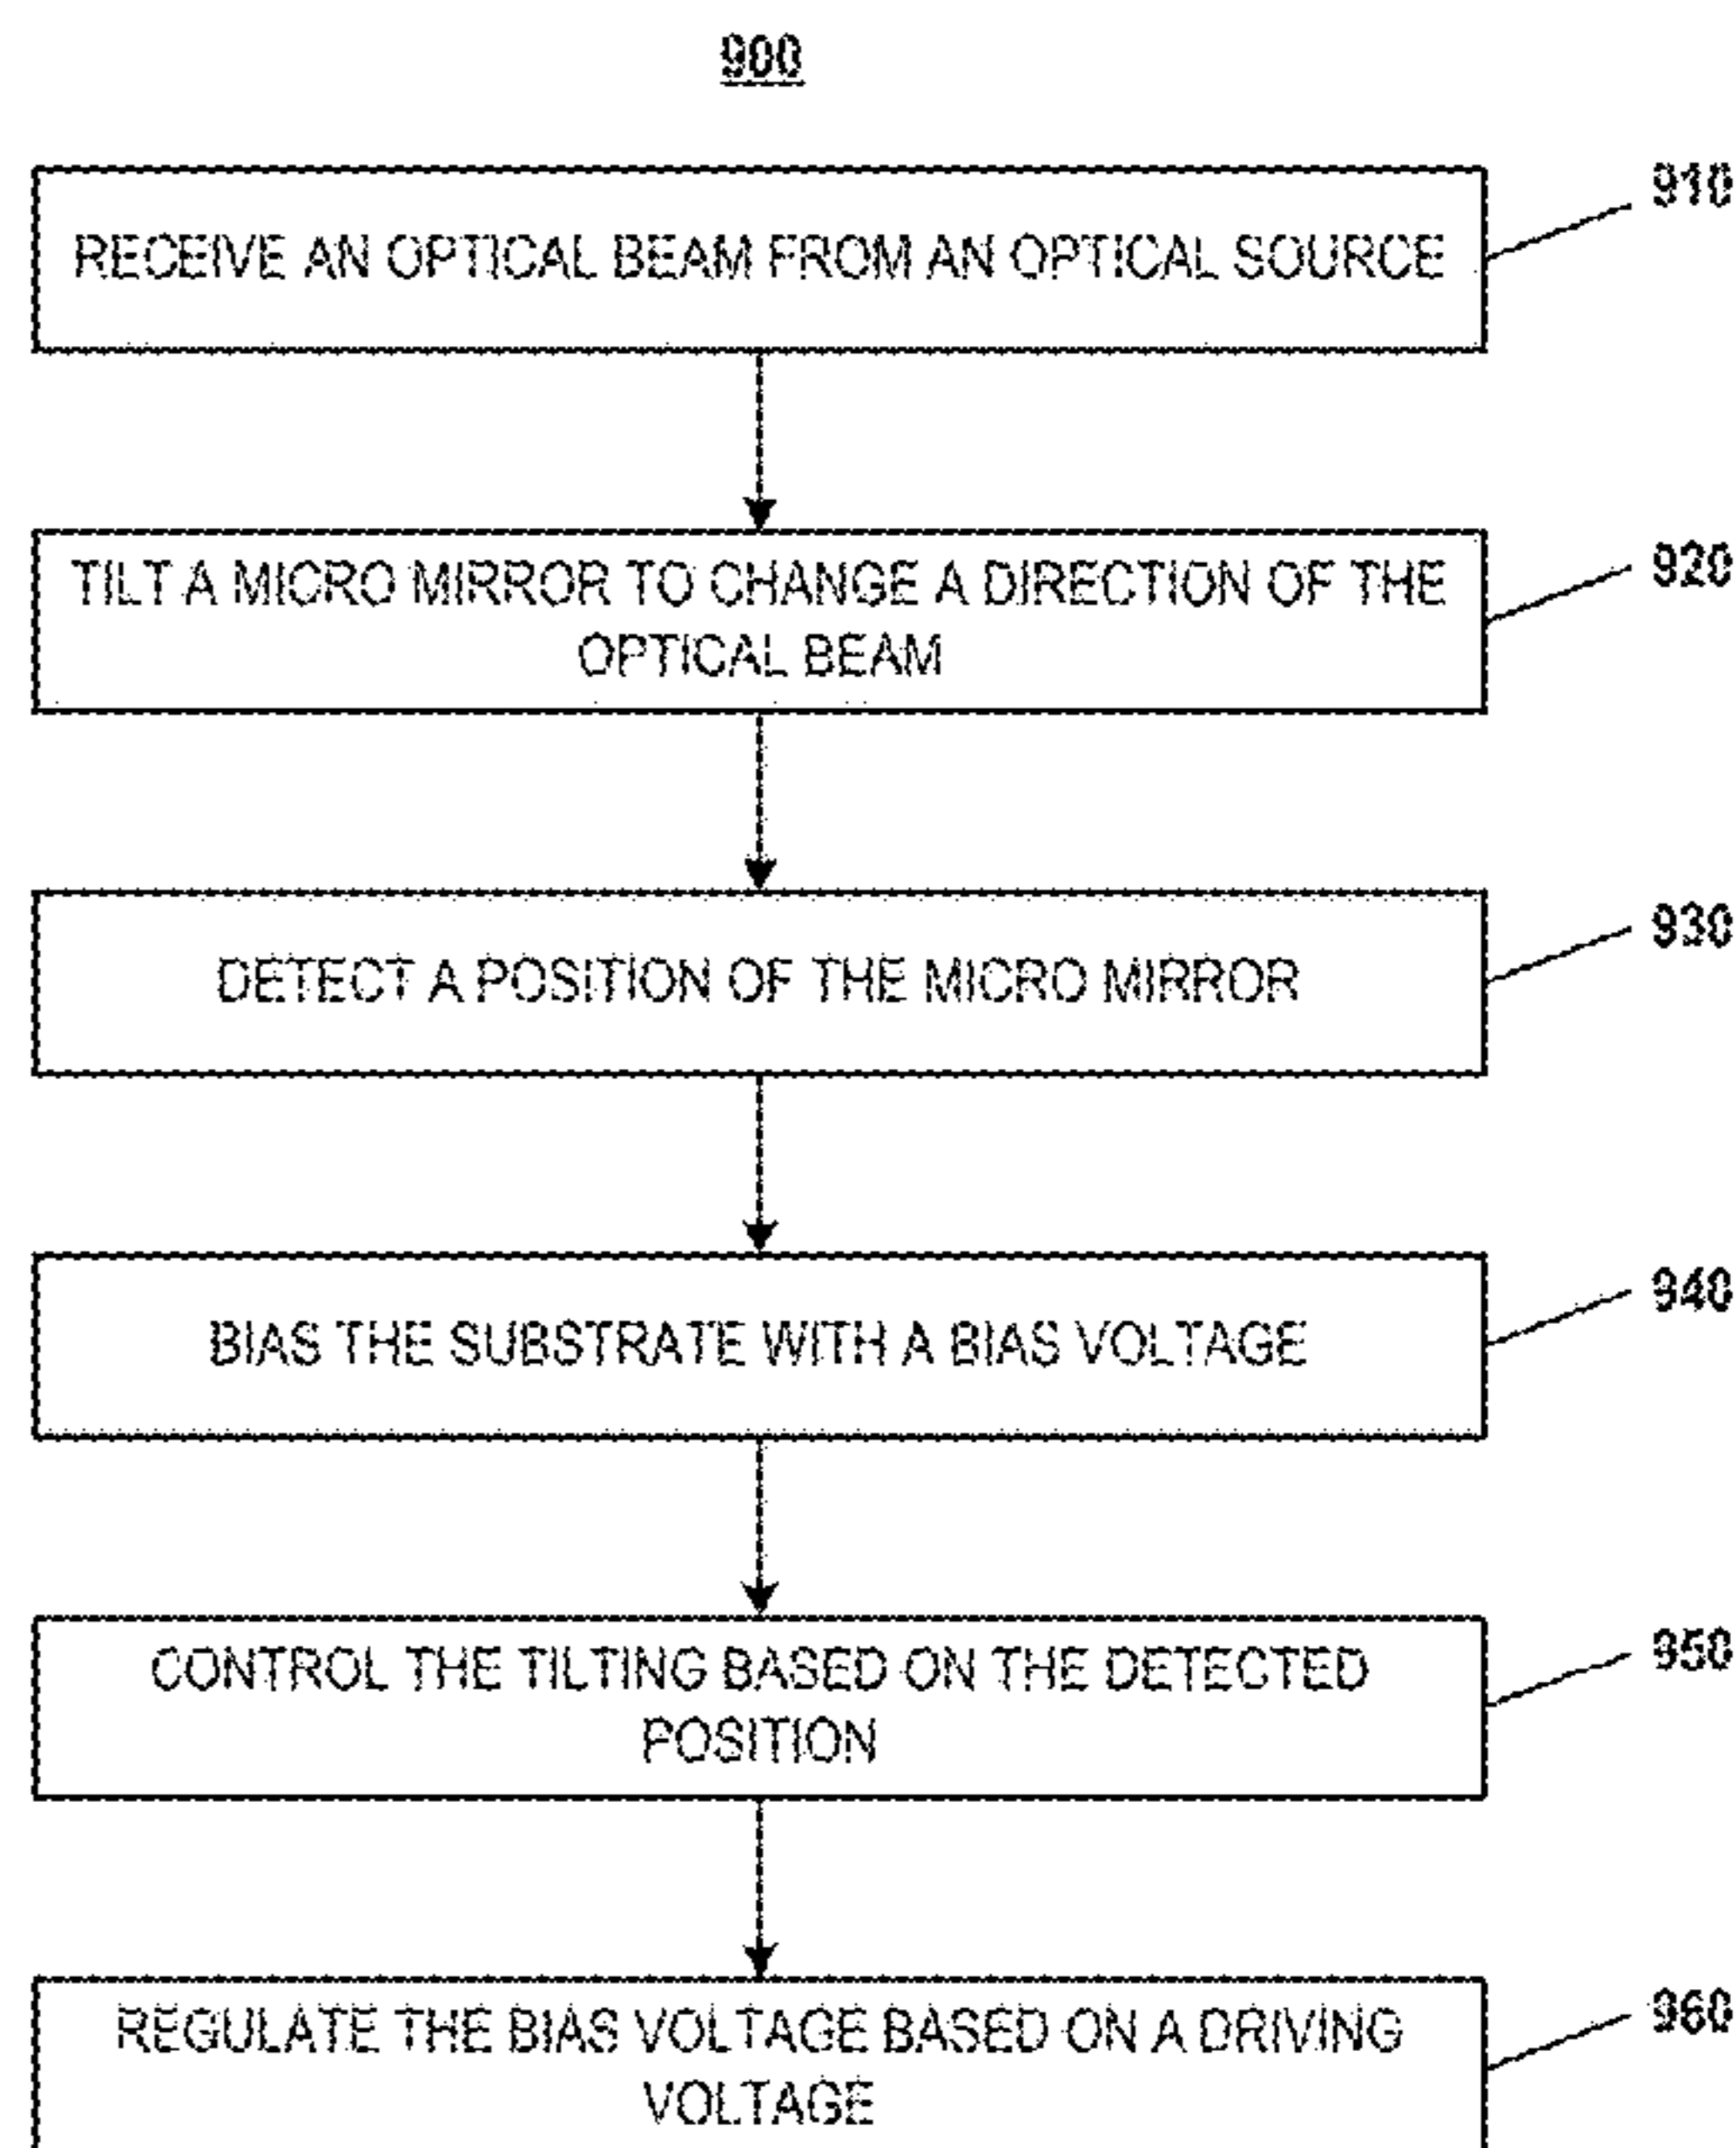 900
RECEIVE AN OPTICAL BEAM FROM AN OPTICAL SOURCE
910
TILT A MICRO MIRROR TO CHANGE A DIRECTION OF THE
OPTICAL BEAM
920
DETECT A POSITION OF THE MICRO MIRROR
930
BIAS THE SUBSTRATE WITH A BIAS VOLTAGE
940
CONTROL THE TILTING BASED ON THE DETECTED
POSITION
950
REGULATE THE BIAS VOLTAGE BASED ON A DRIVING
VOLTAGE
960